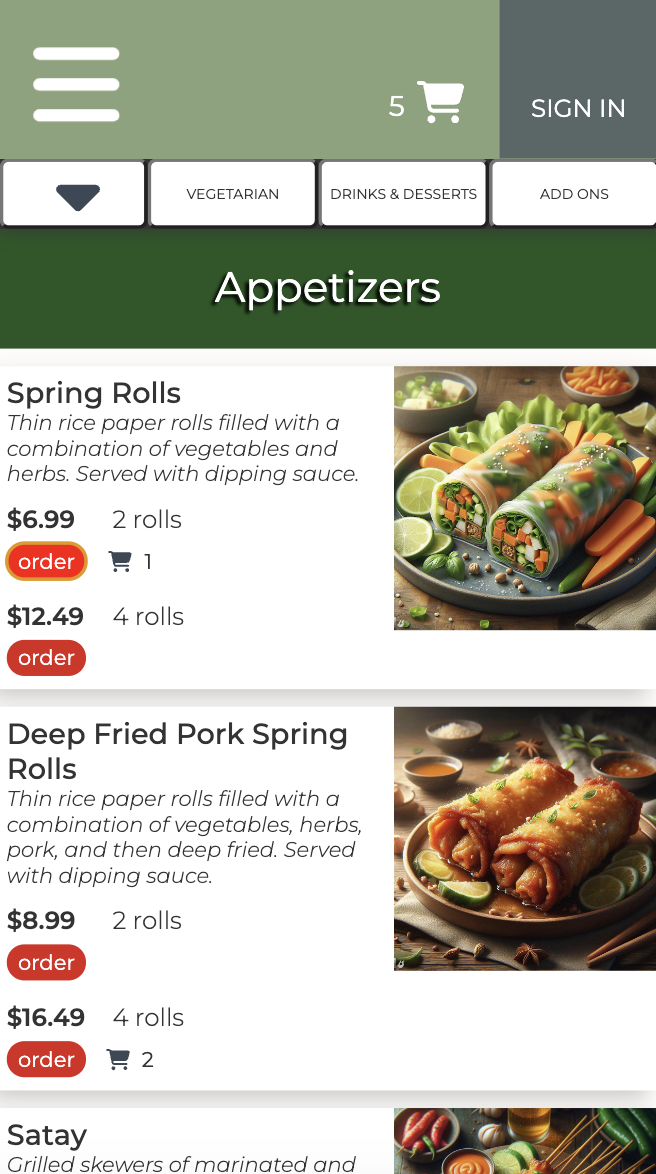 5
SIGN IN
VEGETARIAN
DRINKS & DESSERTS
ADD ONS
Appetizers
Spring Rolls
Thin rice paper rolls filled with a
combination of vegetables and
herbs. Served with dipping sauce.
$6.99 2 rolls
order 1
$12.49 4 rolls
order
Deep Fried Pork Spring
Rolls
Thin rice paper rolls filled with a
combination of vegetables, herbs,
pork, and then deep fried. Served
with dipping sauce.
$8.99 2 rolls
order
$16.49 4 rolls
order 2
Satay
Grilled skewers of marinated and